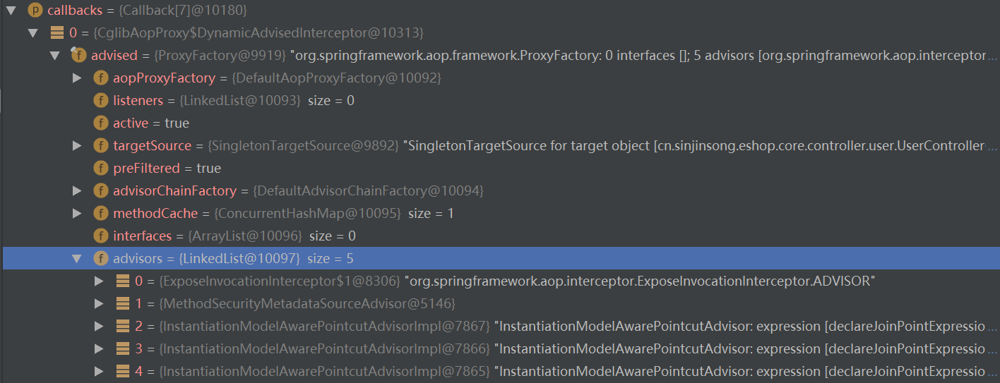 p callbacks = {Callback[7]@10180}
0 = {CglibAopProxy$DynamicAdvisedInterceptor@10313}
f advised = {ProxyFactory@9919} "org.springframework.aop.framework.ProxyFactory: 0 interfaces []; 5 advisors [org.springframework.aop.interceptor...
f aopProxyFactory = {DefaultAopProxyFactory@10092}
f listeners = {LinkedList@10093} size = 0
f active = true
f targetSource = {SingletonTargetSource@9892} "SingletonTargetSource for target object [cn.sinjinsong.eshop.core.controller.user.UserController...
f preFiltered = true
f advisorChainFactory = {DefaultAdvisorChainFactory@10094}
f methodCache = {ConcurrentHashMap@10095} size = 1
f interfaces = {ArrayList@10096} size = 0
f advisors = {LinkedList@10097} size = 5
0 = {ExposeInvocationInterceptor$1@8306} "org.springframework.aop.interceptor.ExposeInvocationInterceptor.ADVISOR"
1 = {MethodSecurityMetadataSourceAdvisor@5146}
2 = {InstantiationModelAwarePointcutAdvisorImpl@7867} "InstantiationModelAwarePointcutAdvisor: expression [declareJoinPointExpressio...
3 = {InstantiationModelAwarePointcutAdvisorImpl@7866} "InstantiationModelAwarePointcutAdvisor: expression [declareJoinPointExpressio...
4 = {InstantiationModelAwarePointcutAdvisorImpl@7865} "InstantiationModelAwarePointcutAdvisor: expression [declareJoinPointExpressio...